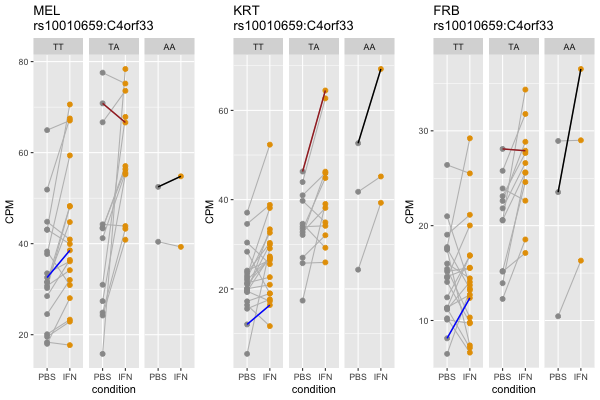 MEL
rs10010659:C4orf33
TT TA AA
CPM
80
60
40
20
PBS IFN PBS IFN PBS IFN
condition
KRT
rs10010659:C4orf33
TT TA AA
CPM
60
40
20
PBS IFN PBS IFN PBS IFN
condition
FRB
rs10010659:C4orf33
TT TA AA
CPM
30
20
10
PBS IFN PBS IFN PBS IFN
condition